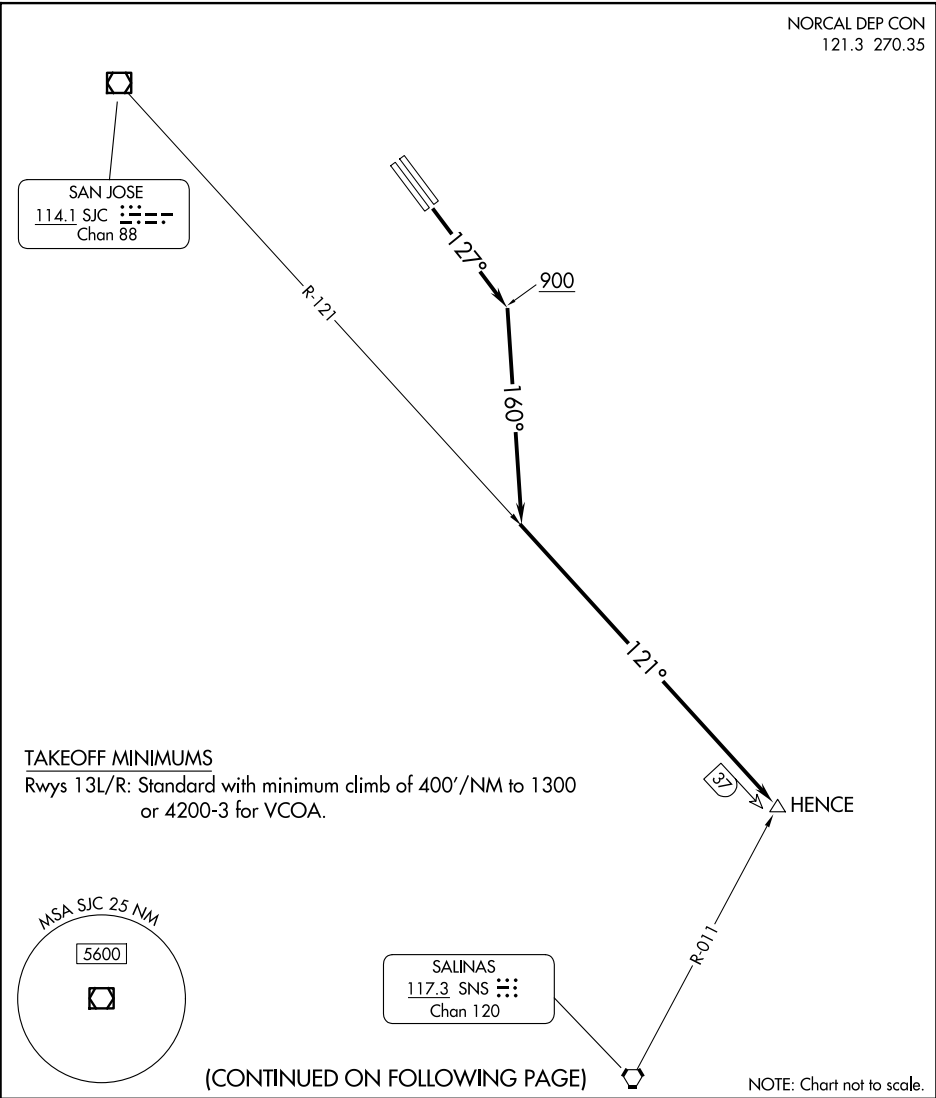 NORCAL DEP CON
121.3 270.35
SAN JOSE
114.1 SJC
Chan 88
R-121
127°
900
160°
121°
37
HENCE
TAKEOFF MINIMUMS
Rwys 13L/R: Standard with minimum climb of 400'/NM to 1300
or 4200-3 for VCOA.
MSA SJC 25 NM
5600
SALINAS
117.3 SNS
Chan 120
R-011
(CONTINUED ON FOLLOWING PAGE)
NOTE: Chart not to scale.